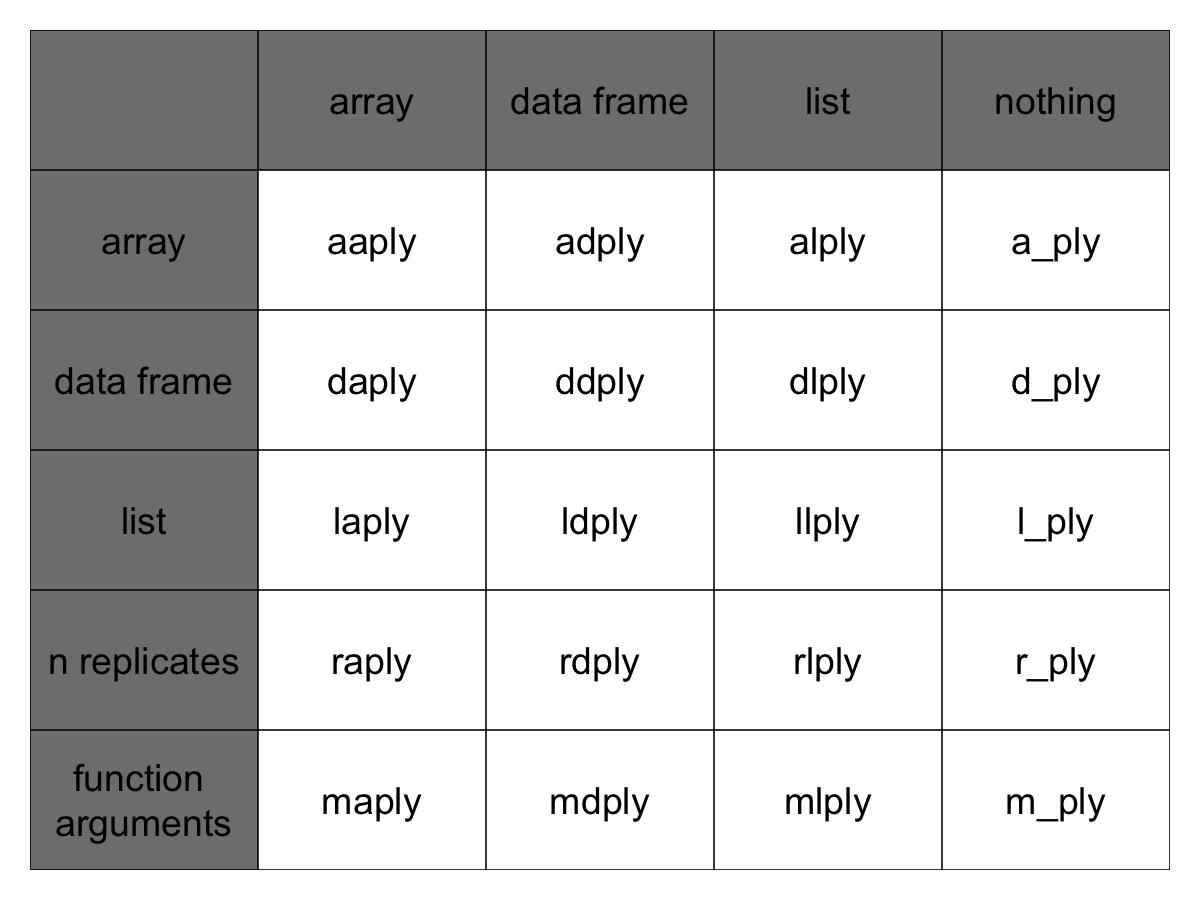 array data frame list nothing
array aaply adply alply a_ply
data frame daply ddply dlply d_ply
list laply ldply llply l_ply
n replicates raply rdply rlply r_ply
function
arguments maply mdply mlply m_ply